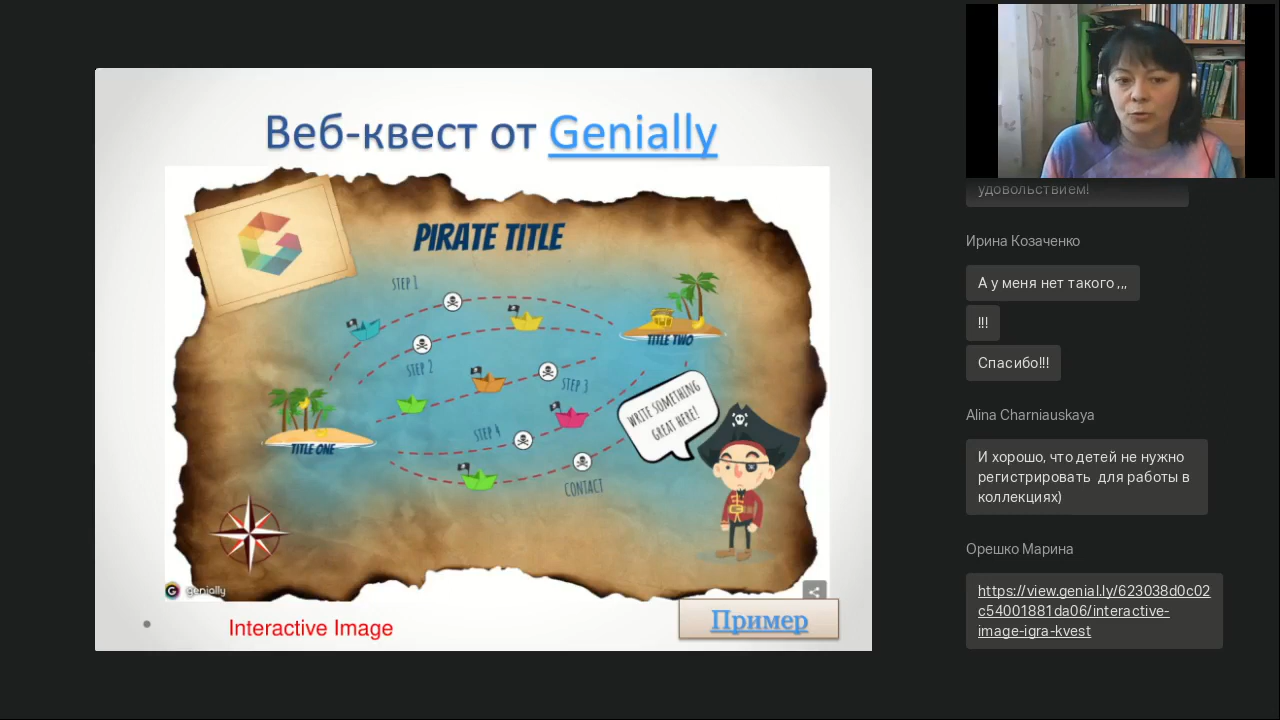 Веб-квест от Genially
PIRATE TITLE
STEP 1
STEP 2
TITLE TWO
STEP 3
WRITE SOMETHING
GREAT HERE!
STEP 4
TITLE ONE
CONTACT
genially
Interactive Image
Пример
удовольствием!
Ирина Козаченко
А у меня нет такого ,,,
!!!
Спасибо!!!
Alina Charniauskaya
И хорошо, что детей не нужно
регистрировать для работы в
коллекциях)
Орешко Марина
https://view.genial.ly/623038d0c02
c54001881da06/interactive-
image-igra-kvest